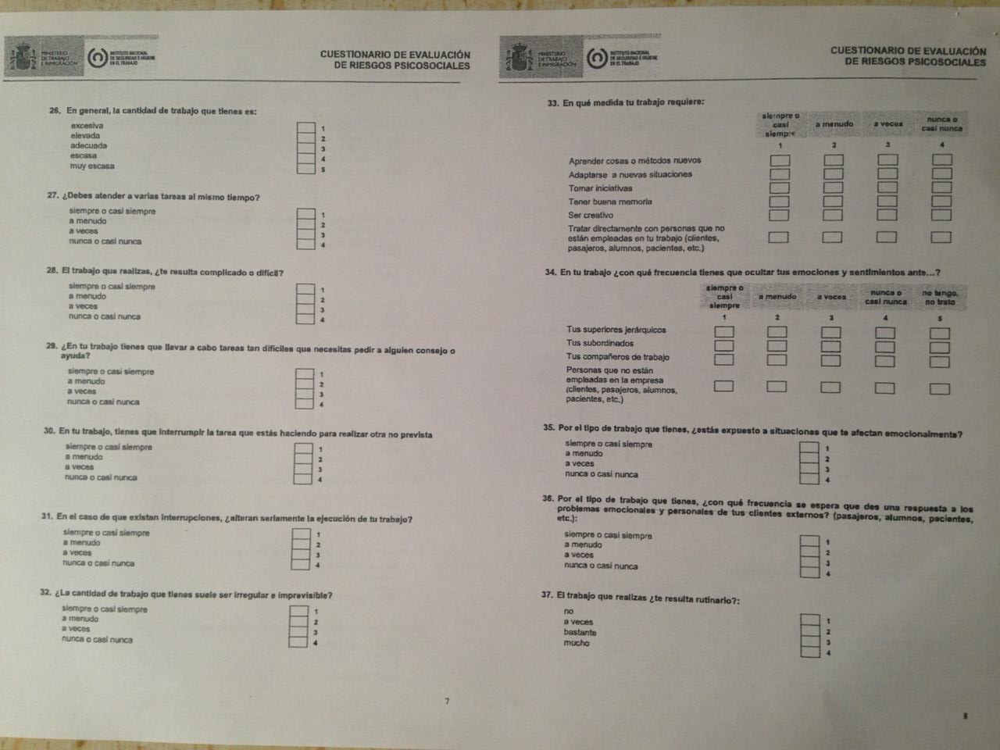 MINISTERIO
DE TRABAJO
E INMIGRACIÓN
INSTITUTO NACIONAL
DE SEGURIDAD E HIGIENE
EN EL TRABAJO
CUESTIONARIO DE EVALUACIÓN
DE RIESGOS PSICOSOCIALES
26. En general, la cantidad de trabajo que tienes es:
excesiva 1
elevada 2
adecuada 3
escasa 4
muy escasa 5
27. ¿Debes atender a varias tareas al mismo tiempo?
siempre o casi siempre 1
a menudo 2
a veces 3
nunca o casi nunca 4
28. El trabajo que realizas, ¿te resulta complicado o difícil?
siempre o casi siempre 1
a menudo 2
a veces 3
nunca o casi nunca 4
29. ¿En tu trabajo tienes que llevar a cabo tareas tan difíciles que necesitas pedir a alguien consejo o
ayuda?
siempre o casi siempre 1
a menudo 2
a veces 3
nunca o casi nunca 4
30. En tu trabajo, tienes que interrumpir la tarea que estás haciendo para realizar otra no prevista
siempre o casi siempre 1
a menudo 2
a veces 3
nunca o casi nunca 4
31. En el caso de que existan interrupciones, ¿alteran seriamente la ejecución de tu trabajo?
siempre o casi siempre 1
a menudo 2
a veces 3
nunca o casi nunca 4
32. ¿La cantidad de trabajo que tienes suele ser irregular e imprevisible?
siempre o casi siempre 1
a menudo 2
a veces 3
nunca o casi nunca 4
7
MINISTERIO
DE TRABAJO
E INMIGRACIÓN
INSTITUTO NACIONAL
DE SEGURIDAD E HIGIENE
EN EL TRABAJO
CUESTIONARIO DE EVALUACIÓN
DE RIESGOS PSICOSOCIALES
33. En qué medida tu trabajo requiere:
siempre o
casi
siempre
a menudo
a veces
nunca o
casi nunca
1 2 3 4
Aprender cosas o métodos nuevos
Adaptarse a nuevas situaciones
Tomar iniciativas
Tener buena memoria
Ser creativo
Tratar directamente con personas que no
están empleadas en tu trabajo (clientes,
pasajeros, alumnos, pacientes, etc.)
34. En tu trabajo ¿con qué frecuencia tienes que ocultar tus emociones y sentimientos ante...?
siempre o
casi
siempre
a menudo
a veces
nunca o
casi nunca
no tengo,
no trato
1 2 3 4 5
Tus superiores jerárquicos
Tus subordinados
Tus compañeros de trabajo
Personas que no están
empleadas en la empresa
(clientes, pasajeros, alumnos,
pacientes, etc.)
35. Por el tipo de trabajo que tienes, ¿estás expuesto a situaciones que te afectan emocionalmente?
siempre o casi siempre 1
a menudo 2
a veces 3
nunca o casi nunca 4
36. Por el tipo de trabajo que tienes, ¿con qué frecuencia se espera que des una respuesta a los
problemas emocionales y personales de tus clientes externos? (pasajeros, alumnos, pacientes,
etc.):
siempre o casi siempre 1
a menudo 2
a veces 3
nunca o casi nunca 4
37. El trabajo que realizas ¿te resulta rutinario?:
no 1
a veces 2
bastante 3
mucho 4
8